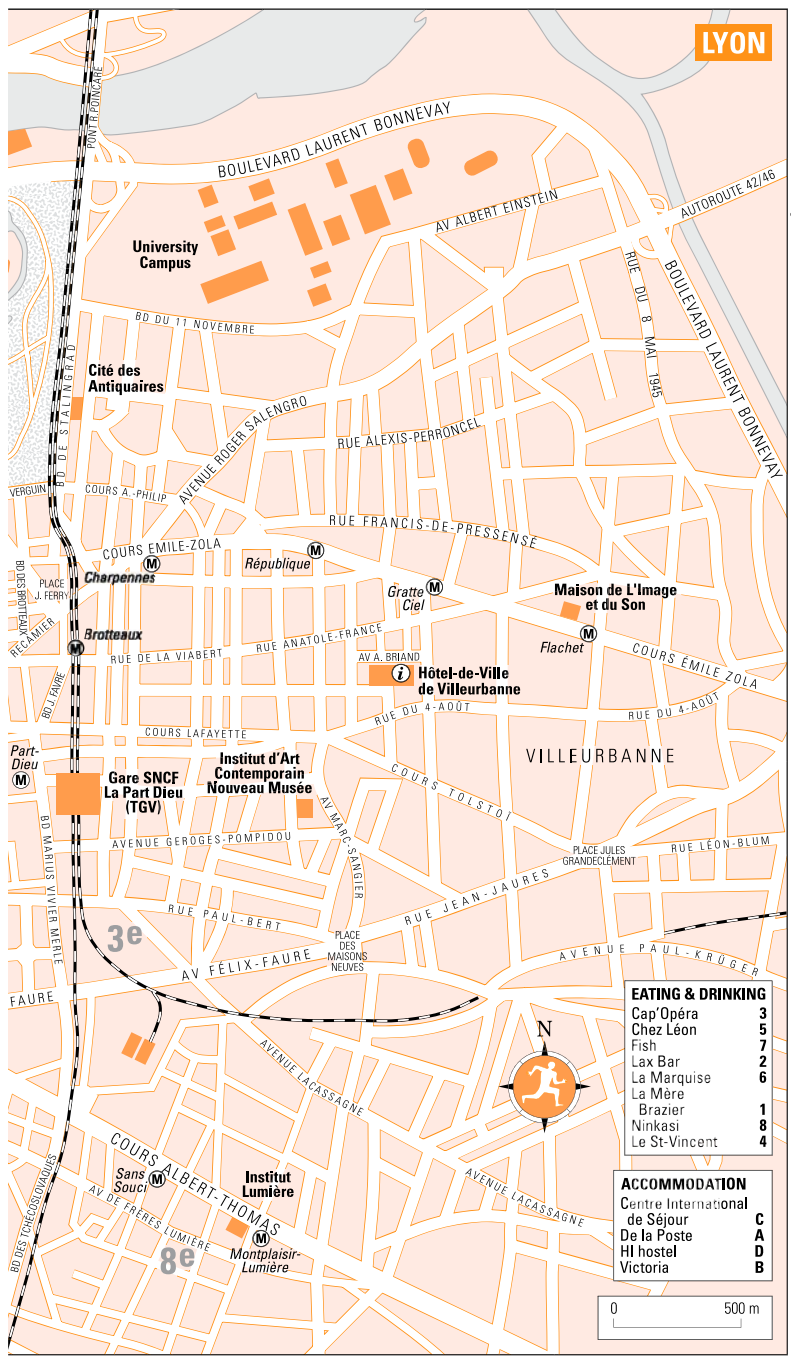 LYON
PONT R.POINCARÉ
BOULEVARD LAURENT BONNEVAY
AUTOROUTE 42/46
AV ALBERT EINSTEIN
University
Campus
BOULEVARD LAURENT BONNEVAY
RUE DU 8 MAI 1945
BD DU 11 NOVEMBRE
Cité des
Antiquaires
BD DE STALINGRAD
AVENUE ROGER SALENGRO
RUE ALEXIS-PERRONCEL
VERGUIN
COURS A.-PHILIP
RUE FRANCIS-DE-PRESSENSÉ
COURS EMILE-ZOLA
M
République
M
Charpennes
BD DES BROTTEAUX
PLACE
J. FERRY
Gratte
Ciel
M
Maison de L'Image
et du Son
RECAMIER
Brotteaux
M
RUE ANATOLE-FRANCE
Flachet
M
COURS ÉMILE ZOLA
RUE DE LA VIABERT
AV A. BRIAND
i
Hôtel-de-Ville
de Villeurbanne
BD J. FAVRE
RUE DU 4-AOÛT
RUE DU 4-AOÛT
COURS LAFAYETTE
Part-
Dieu
M
Gare SNCF
La Part Dieu
(TGV)
Institut d'Art
Contemporain
Nouveau Musée
VILLEURBANNE
COURS TOLSTOÏ
AV MARC-SANGIER
BD MARIUS VIVIER MERLE
AVENUE GEROGES-POMPIDOU
PLACE JULES
GRANDCLÉMENT
RUE LÉON-BLUM
RUE JEAN-JAURES
RUE PAUL-BERT
3e
PLACE
DES
MAISONS
NEUVES
AVENUE PAUL-KRÜGER
AV FÉLIX-FAURE
FAURE
N
AVENUE LACASSAGNE
AVENUE LACASSAGNE
COURS ALBERT-THOMAS
Sans
Souci
M
Institut
Lumière
AV DE FRÈRES LUMIÈRE
M
Montplaisir-
Lumière
8e
BD DES TCHÉCOSLOVAQUES
EATING & DRINKING
Cap'Opéra 3
Chez Léon 5
Fish 7
Lax Bar 2
La Marquise 6
La Mère
Brazier 1
Ninkasi 8
Le St-Vincent 4
ACCOMMODATION
Centre International
de Séjour C
De la Poste A
HI hostel D
Victoria B
0 500 m